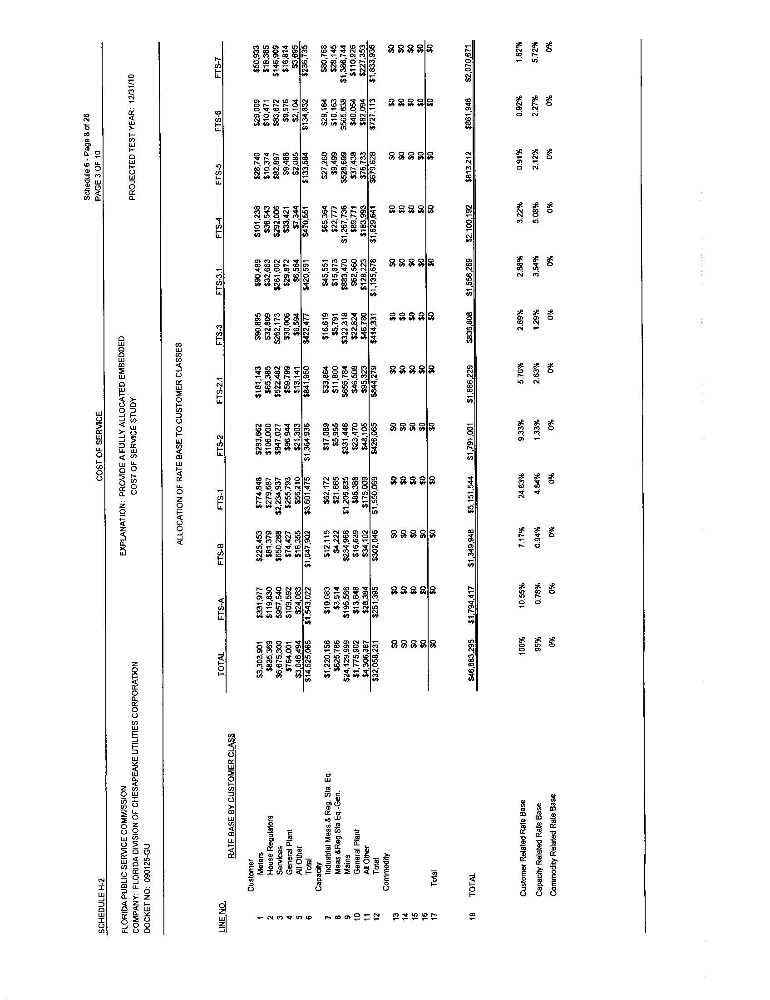 Schedule 6 - Page 8 of 26
SCHEDULE H-2 COST OF SERVICE PAGE 3 OF 10
FLORIDA PUBLIC SERVICE COMMISSION EXPLANATION: PROVIDE A FULLY ALLOCATED EMBEDDED PROJECTED TEST YEAR: 12/31/10
COMPANY: FLORIDA DIVISION OF CHESAPEAKE UTILITIES CORPORATION COST OF SERVICE STUDY
DOCKET NO: 090125-GU
ALLOCATION OF RATE BASE TO CUSTOMER CLASSES
LINE NO. TOTAL FTS-A FTS-B FTS-1 FTS-2 FTS-2.1 FTS-3 FTS-3.1 FTS-4 FTS-5 FTS-6 FTS-7
RATE BASE BY CUSTOMER CLASS
Customer
1 Meters $3,303,901 $331,977 $225,453 $774,848 $293,662 $181,143 $90,895 $90,489 $101,238 $28,740 $29,009 $50,933
2 House Regulators $835,369 $119,830 $81,379 $279,687 $106,000 $65,385 $32,809 $32,663 $36,543 $10,374 $10,471 $18,385
3 Services $6,675,300 $957,540 $650,288 $2,234,937 $847,027 $522,482 $262,173 $261,002 $292,006 $82,897 $83,672 $146,909
4 General Plant $764,001 $109,592 $74,427 $255,793 $96,944 $59,799 $30,006 $29,872 $33,421 $9,488 $9,576 $16,814
5 All Other $3,046,494 $24,083 $16,355 $56,210 $21,303 $13,141 $6,594 $6,564 $7,344 $2,085 $2,104 $3,695
6 Total $14,625,065 $1,543,022 $1,047,902 $3,601,475 $1,364,936 $841,950 $422,477 $420,591 $470,551 $133,584 $134,832 $236,735
Capacity
7 Industrial Meas.& Reg. Sta. Eq. $1,220,156 $10,083 $12,115 $62,172 $17,089 $33,864 $16,619 $45,551 $65,364 $27,260 $29,164 $80,768
8 Meas.&Reg.Sta.Eq.-Gen. $625,786 $3,514 $4,222 $21,665 $5,955 $11,800 $5,791 $15,873 $22,777 $9,499 $10,163 $28,145
9 Mains $24,129,999 $195,566 $234,968 $1,205,835 $331,446 $656,784 $322,318 $883,470 $1,267,736 $528,699 $565,638 $1,386,744
10 General Plant $1,775,902 $13,848 $16,639 $85,388 $23,470 $46,508 $22,824 $62,560 $89,771 $37,438 $40,054 $110,926
11 All Other $4,306,387 $28,384 $34,102 $175,009 $48,105 $95,323 $46,780 $128,223 $183,993 $76,733 $82,094 $227,353
12 Total $32,058,231 $251,395 $302,046 $1,550,069 $426,065 $844,279 $414,331 $1,135,678 $1,629,641 $679,628 $727,113 $1,833,936
Commodity
13 $0 $0 $0 $0 $0 $0 $0 $0 $0 $0 $0 $0
14 $0 $0 $0 $0 $0 $0 $0 $0 $0 $0 $0 $0
15 $0 $0 $0 $0 $0 $0 $0 $0 $0 $0 $0 $0
16 $0 $0 $0 $0 $0 $0 $0 $0 $0 $0 $0 $0
17 Total $0 $0 $0 $0 $0 $0 $0 $0 $0 $0 $0 $0
18 TOTAL $46,683,295 $1,794,417 $1,349,948 $5,151,544 $1,791,001 $1,686,229 $836,808 $1,556,269 $2,100,192 $813,212 $861,946 $2,070,671
Customer Related Rate Base 100% 10.55% 7.17% 24.63% 9.33% 5.76% 2.89% 2.88% 3.22% 0.91% 0.92% 1.62%
Capacity Related Rate Base 95% 0.78% 0.94% 4.84% 1.33% 2.63% 1.29% 3.54% 5.08% 2.12% 2.27% 5.72%
Commodity Related Rate Base 0% 0% 0% 0% 0% 0% 0% 0% 0% 0% 0% 0%